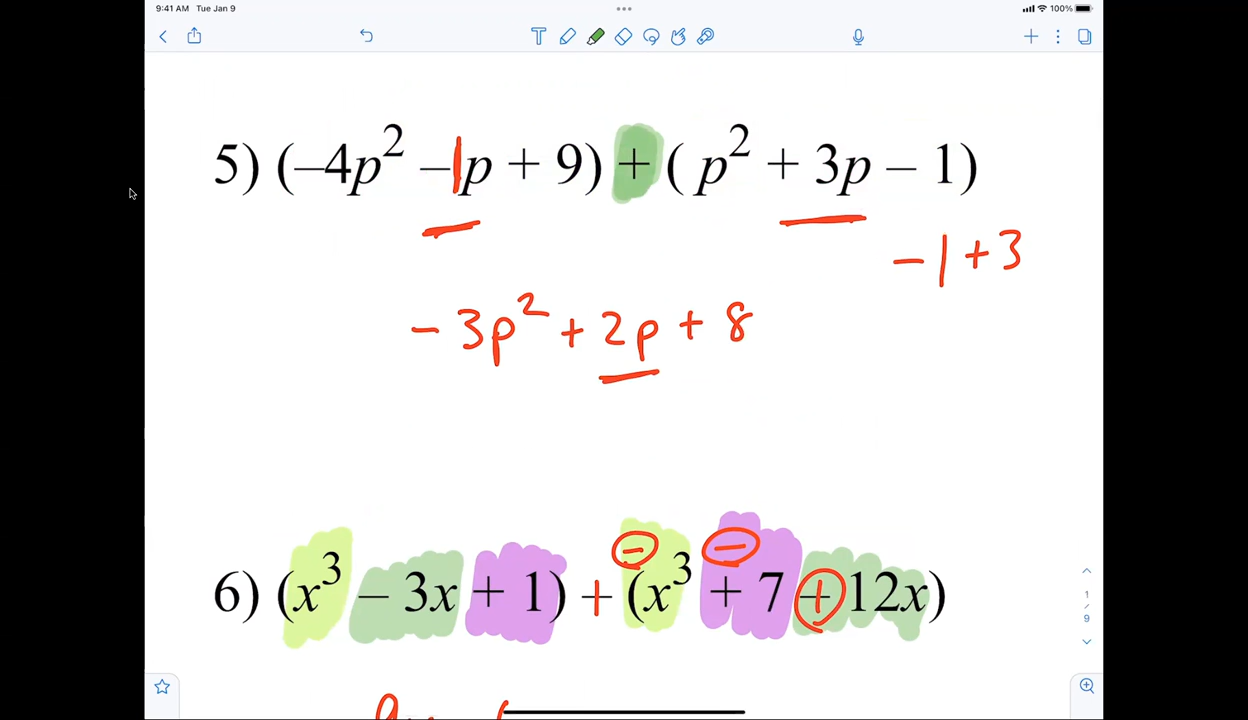 9:41 AM Tue Jan 9
100%
5) (–4p² –1p + 9) + ( p² + 3p – 1)
– 1 + 3
– 3p² + 2p + 8
– –
6) (x³ – 3x + 1) + (x³ + 7 + 12x)
1
/
9